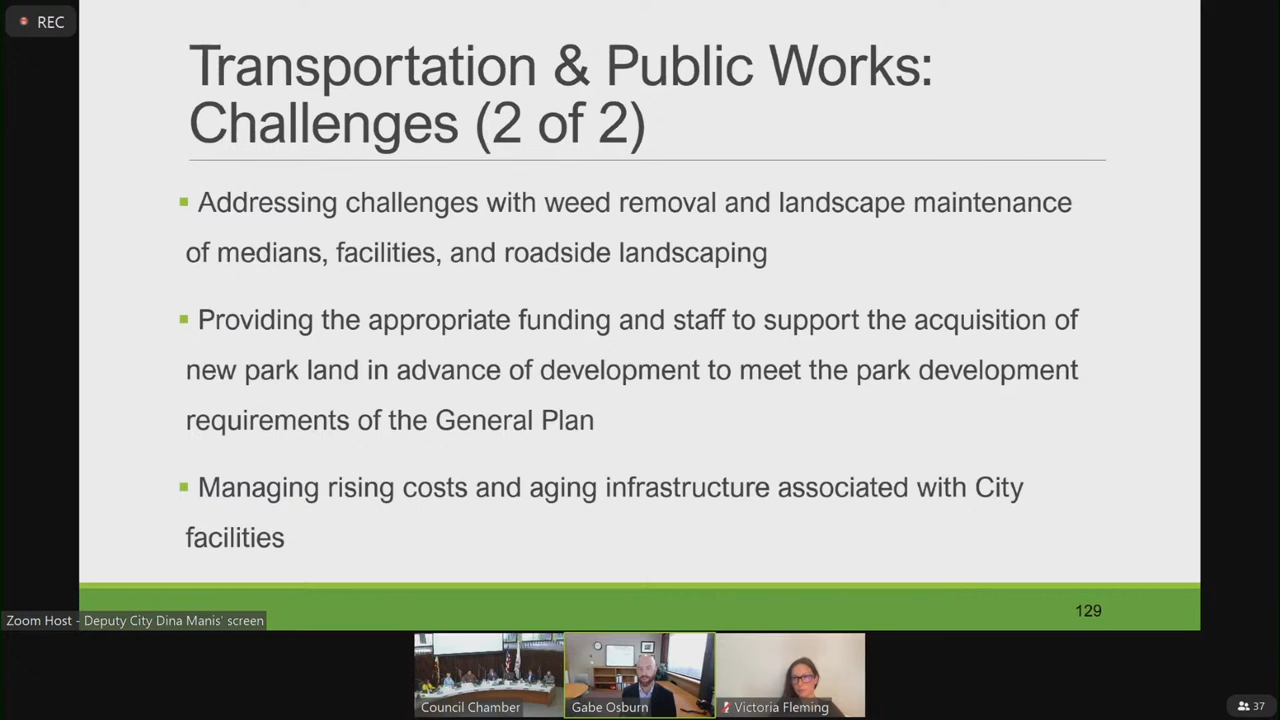 REC
Transportation & Public Works:
Challenges (2 of 2)
▪ Addressing challenges with weed removal and landscape maintenance
of medians, facilities, and roadside landscaping
▪ Providing the appropriate funding and staff to support the acquisition of
new park land in advance of development to meet the park development
requirements of the General Plan
▪ Managing rising costs and aging infrastructure associated with City
facilities
129
Zoom Host - Deputy City Dina Manis' screen
Council Chamber
Gabe Osburn
Victoria Fleming
37